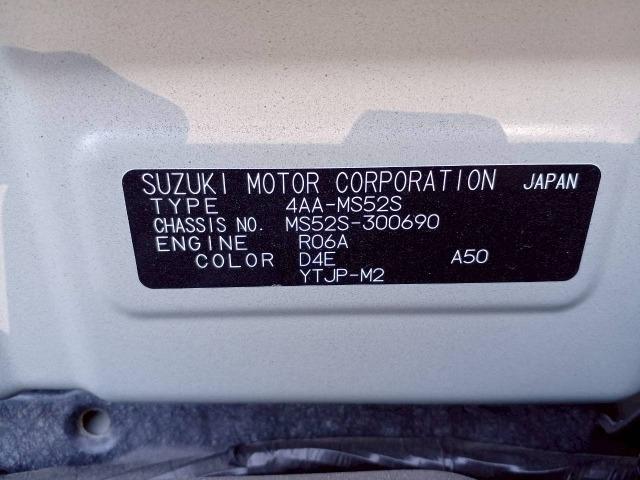 SUZUKI MOTOR CORPORATION JAPAN
TYPE 4AA-MS52S
CHASSIS NO. MS52S-300690
ENGINE R06A
COLOR D4E A50
YTJP-M2